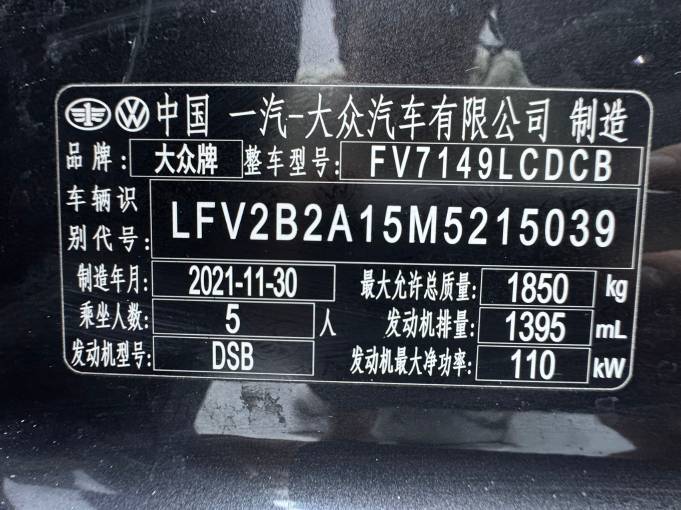 中国 一汽-大众汽车有限公司 制造
品牌: 大众牌 整车型号: FV7149LCDCB
车辆识别代号: LFV2B2A15M5215039
制造年月: 2021-11-30 最大允许总质量: 1850 kg
乘坐人数: 5 人 发动机排量: 1395 mL
发动机型号: DSB 发动机最大净功率: 110 kW